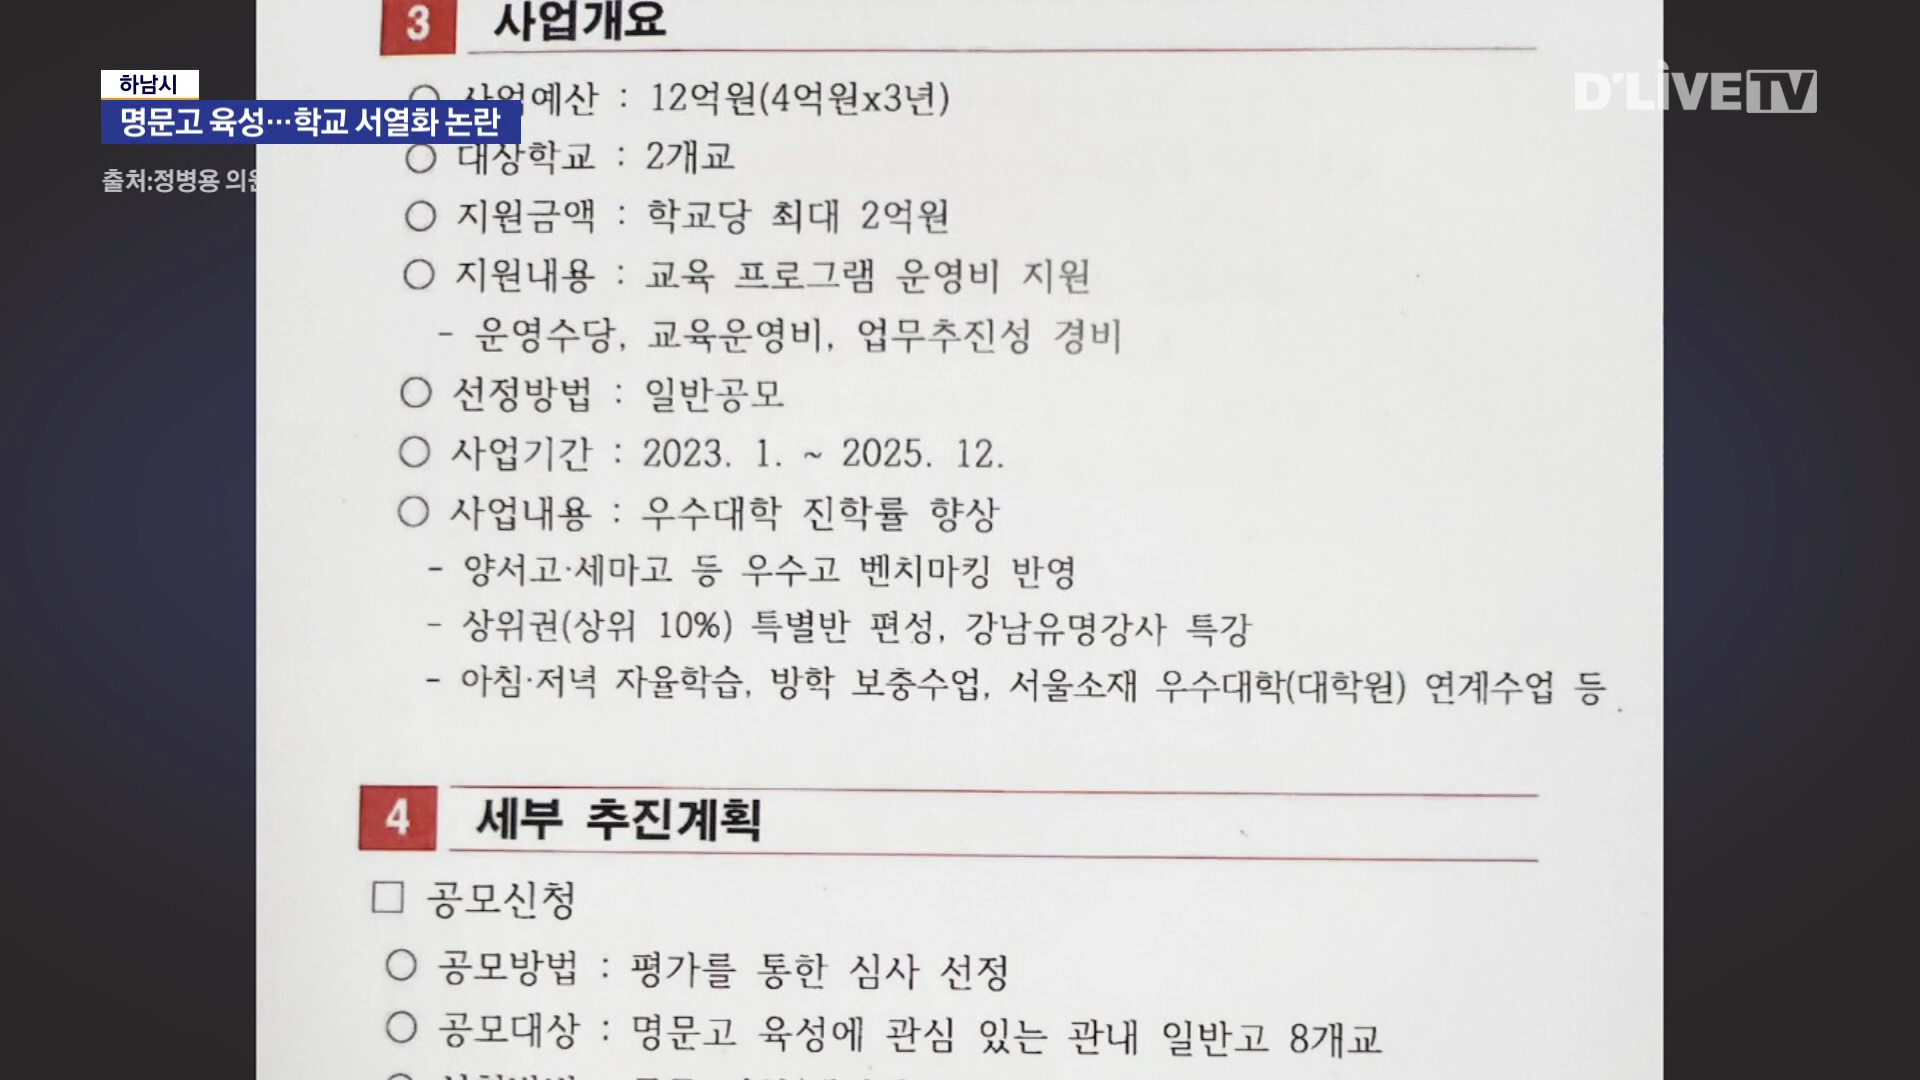 3 사업개요
하남시
D'LIVE TV
○ 사업예산 : 12억원(4억원x3년)
명문고 육성…학교 서열화 논란
○ 대상학교 : 2개교
출처:정병용
○ 지원금액 : 학교당 최대 2억원
○ 지원내용 : 교육 프로그램 운영비 지원
- 운영수당, 교육운영비, 업무추진성 경비
○ 선정방법 : 일반공모
○ 사업기간 : 2023. 1. ~ 2025. 12.
○ 사업내용 : 우수대학 진학률 향상
- 양서고·세마고 등 우수고 벤치마킹 반영
- 상위권(상위 10%) 특별반 편성, 강남유명강사 특강
- 아침·저녁 자율학습, 방학 보충수업, 서울소재 우수대학(대학원) 연계수업 등
4 세부 추진계획
□ 공모신청
○ 공모방법 : 평가를 통한 심사 선정
○ 공모대상 : 명문고 육성에 관심 있는 관내 일반고 8개교